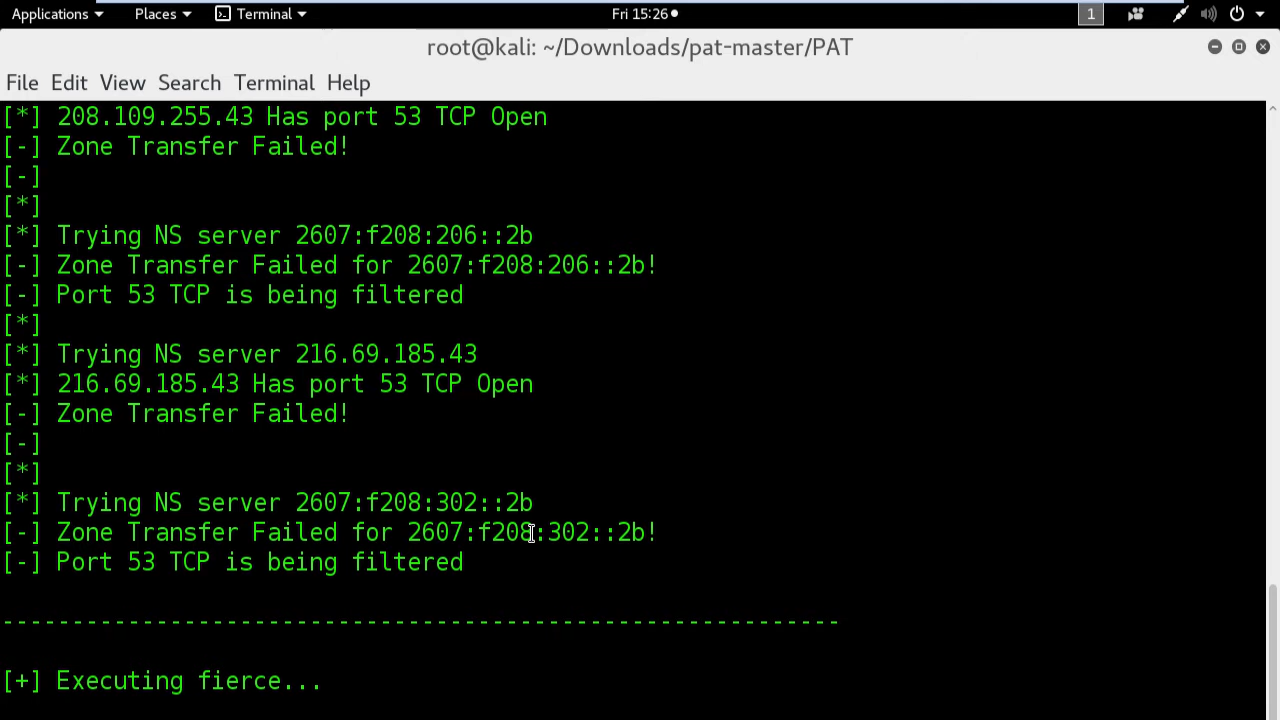 Applications Places Terminal Fri 15:26 1
root@kali: ~/Downloads/pat-master/PAT
File Edit View Search Terminal Help
[*] 208.109.255.43 Has port 53 TCP Open
[-] Zone Transfer Failed!
[-]
[*]
[*] Trying NS server 2607:f208:206::2b
[-] Zone Transfer Failed for 2607:f208:206::2b!
[-] Port 53 TCP is being filtered
[*]
[*] Trying NS server 216.69.185.43
[*] 216.69.185.43 Has port 53 TCP Open
[-] Zone Transfer Failed!
[-]
[*]
[*] Trying NS server 2607:f208:302::2b
[-] Zone Transfer Failed for 2607:f208:302::2b!
[-] Port 53 TCP is being filtered
------------------------------------------------------------
[+] Executing fierce...